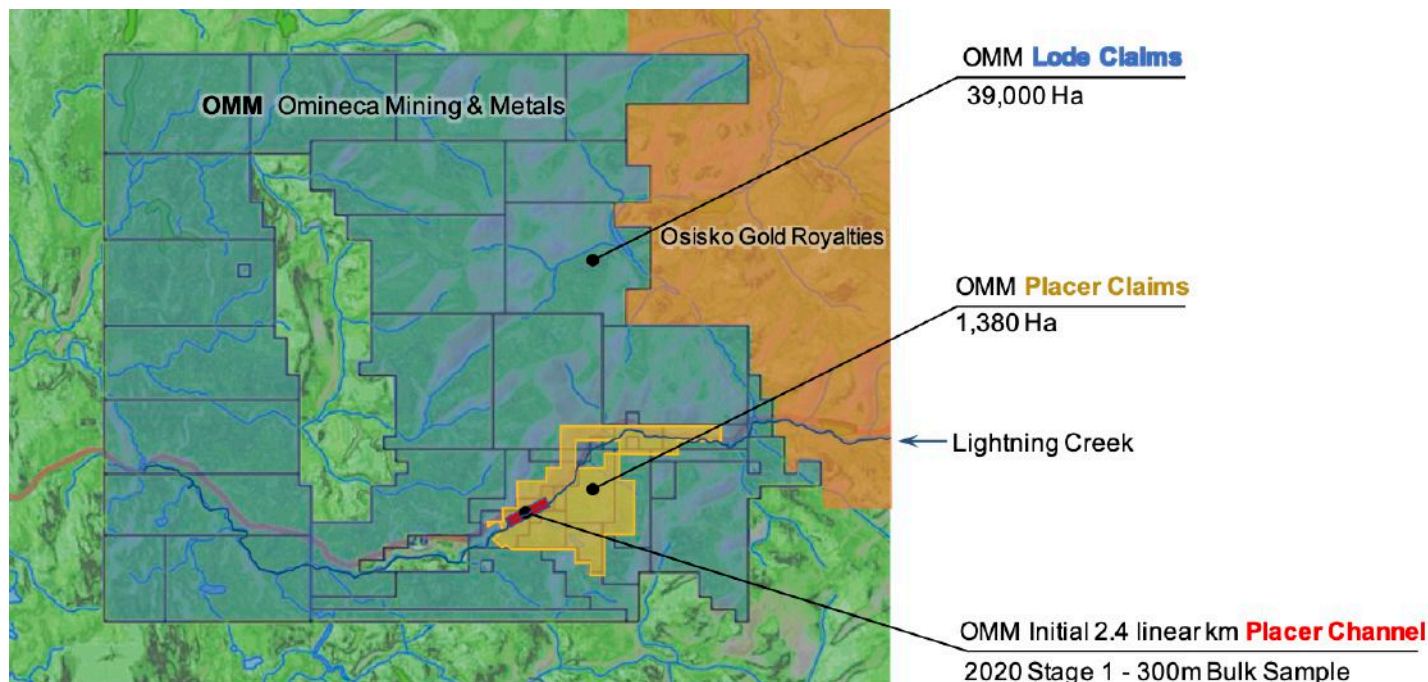 OMM Lode Claims
39,000 Ha
OMM Omineca Mining & Metals
Osisko Gold Royalties
OMM Placer Claims
1,380 Ha
Lightning Creek
OMM Initial 2.4 linear km Placer Channel
2020 Stage 1 - 300m Bulk Sample